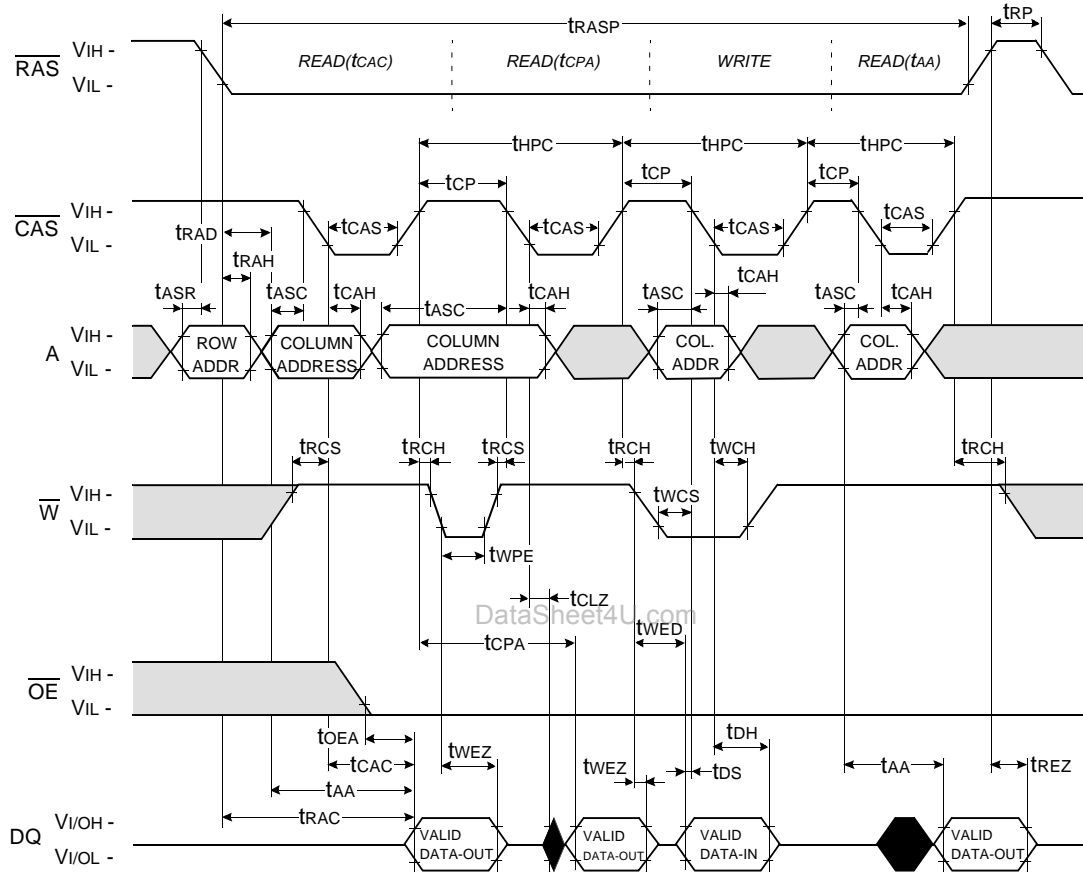 tRASP
tRP
RAS
VIH -
VIL -
READ(tCAC)
READ(tCPA)
WRITE
READ(tAA)
tHPC
tHPC
tHPC
tCP
tCP
tCP
CAS
VIH -
VIL -
tCAS
tCAS
tCAS
tCAS
tRAD
tRAH
tASR
tASC
tCAH
tASC
tCAH
tASC
tCAH
tASC
tCAH
A
VIH -
VIL -
ROW
ADDR
COLUMN
ADDRESS
COLUMN
ADDRESS
COL.
ADDR
COL.
ADDR
tRCS
tRCH
tRCS
tRCH
tWCH
tRCH
W
VIH -
VIL -
tWCS
tWPE
tCLZ
DataSheet4U.com
tCPA
tWED
OE
VIH -
VIL -
tOEA
tCAC
tAA
tRAC
tWEZ
tWEZ
tDH
tDS
tAA
tREZ
DQ
VI/OH -
VI/OL -
VALID
DATA-OUT
VALID
DATA-OUT
VALID
DATA-IN
VALID
DATA-OUT